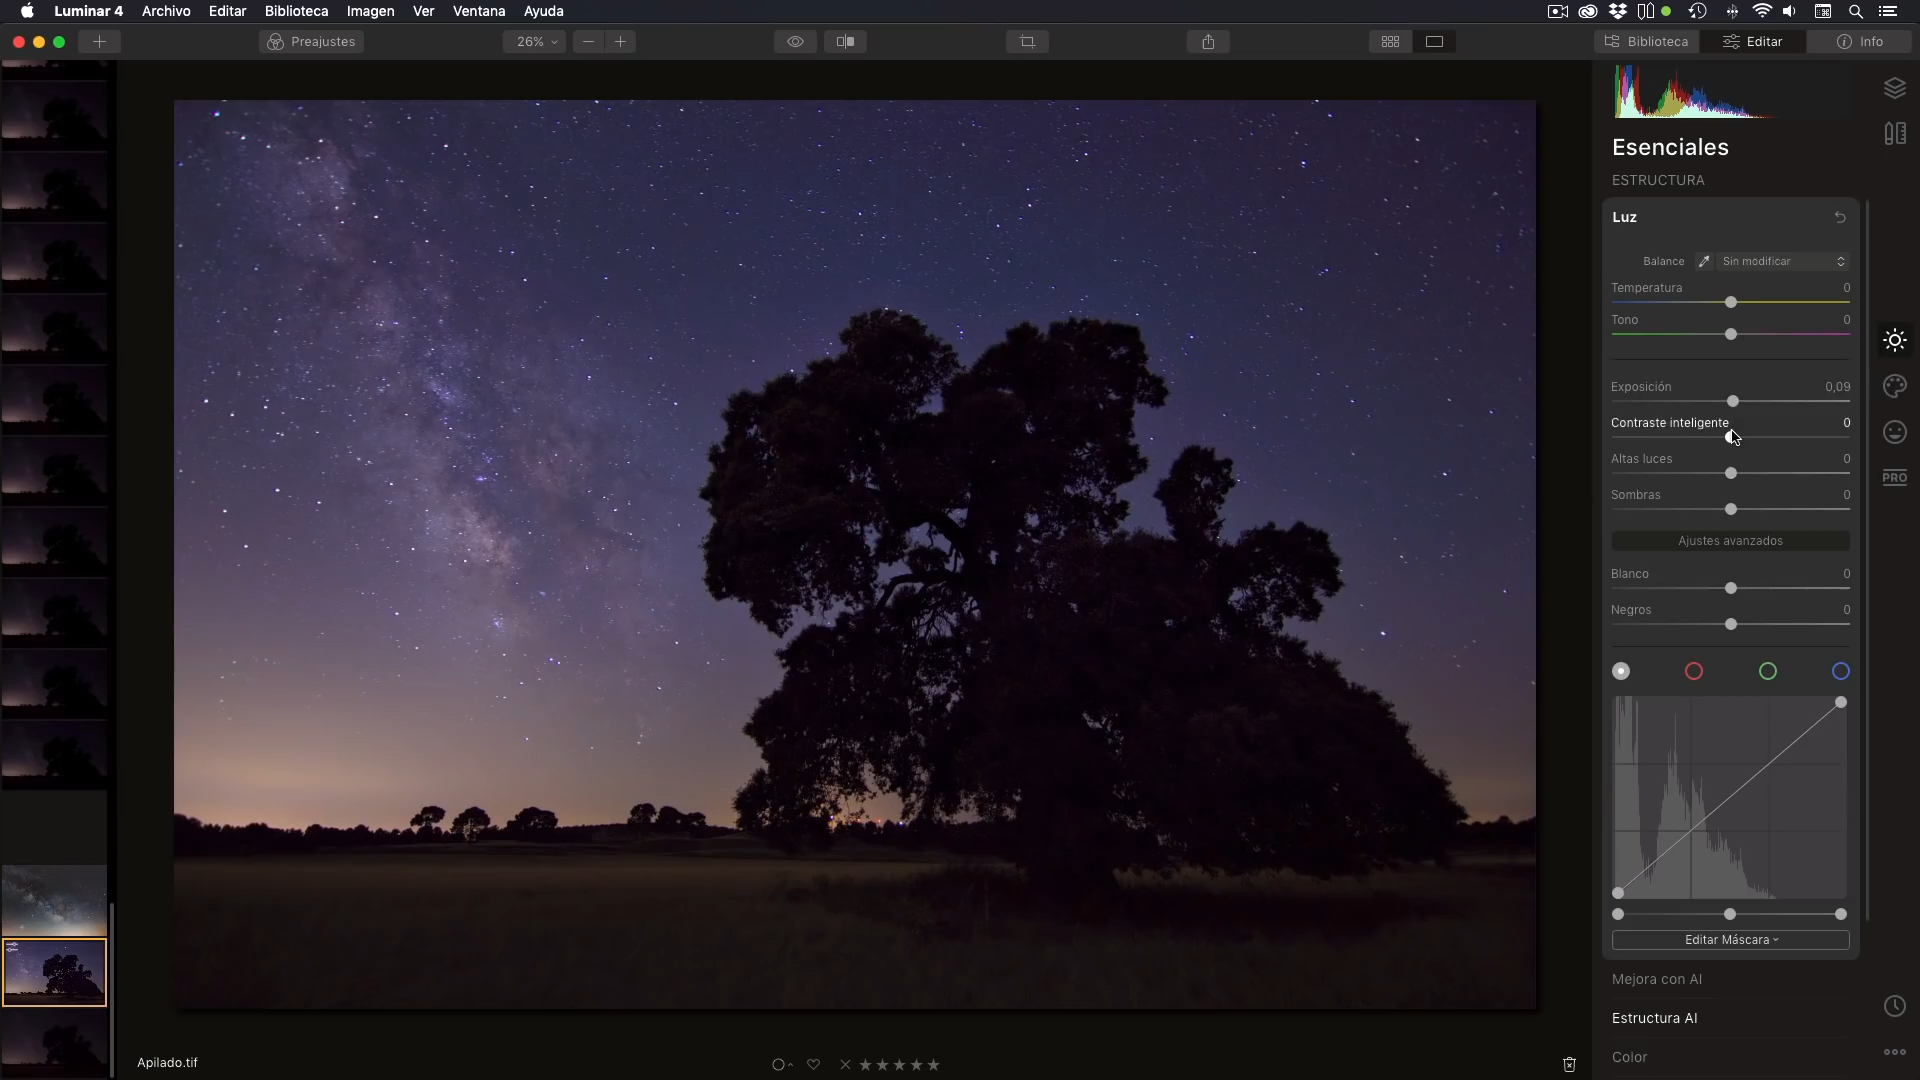 Luminar 4 Archivo Editar Biblioteca Imagen Ver Ventana Ayuda
Preajustes 26% Biblioteca Editar Info
Esenciales
ESTRUCTURA
Luz
Balance Sin modificar
Temperatura 0
Tono 0
Exposición 0,09
Contraste inteligente 0
Altas luces 0
Sombras 0
Ajustes avanzados
Blanco 0
Negros 0
Editar Máscara
Mejora con AI
Estructura AI
Color
PRO
Apilado.tif